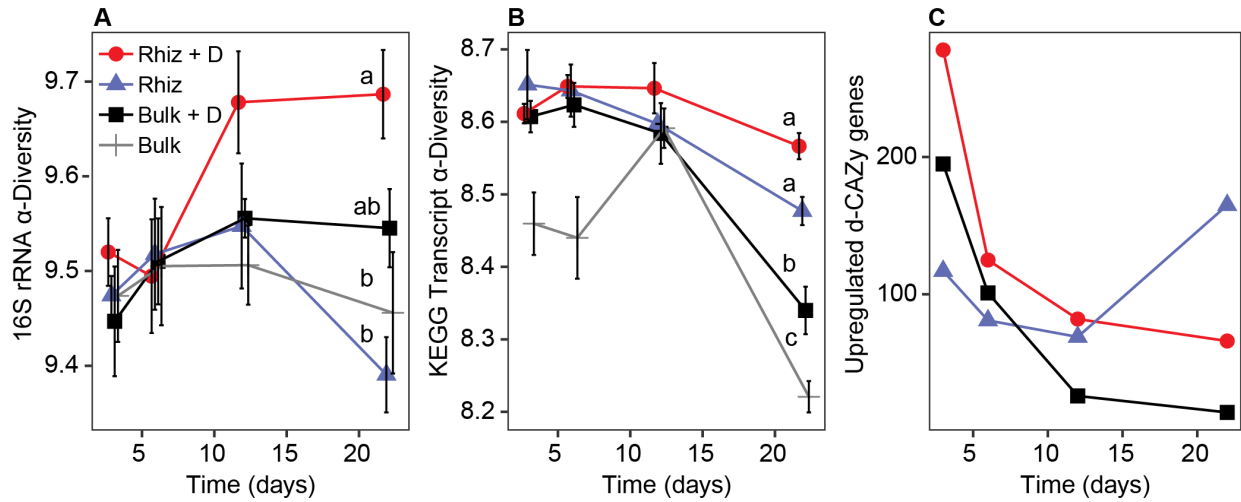 A
16S rRNA α-Diversity
9.7
9.6
9.5
9.4
Rhiz + D
Rhiz
Bulk + D
Bulk
a
ab
b
b
5 10 15 20
Time (days)
B
KEGG Transcript α-Diversity
8.7
8.6
8.5
8.4
8.3
8.2
a
a
b
c
5 10 15 20
Time (days)
C
Upregulated d-CAZy genes
200
100
5 10 15 20
Time (days)